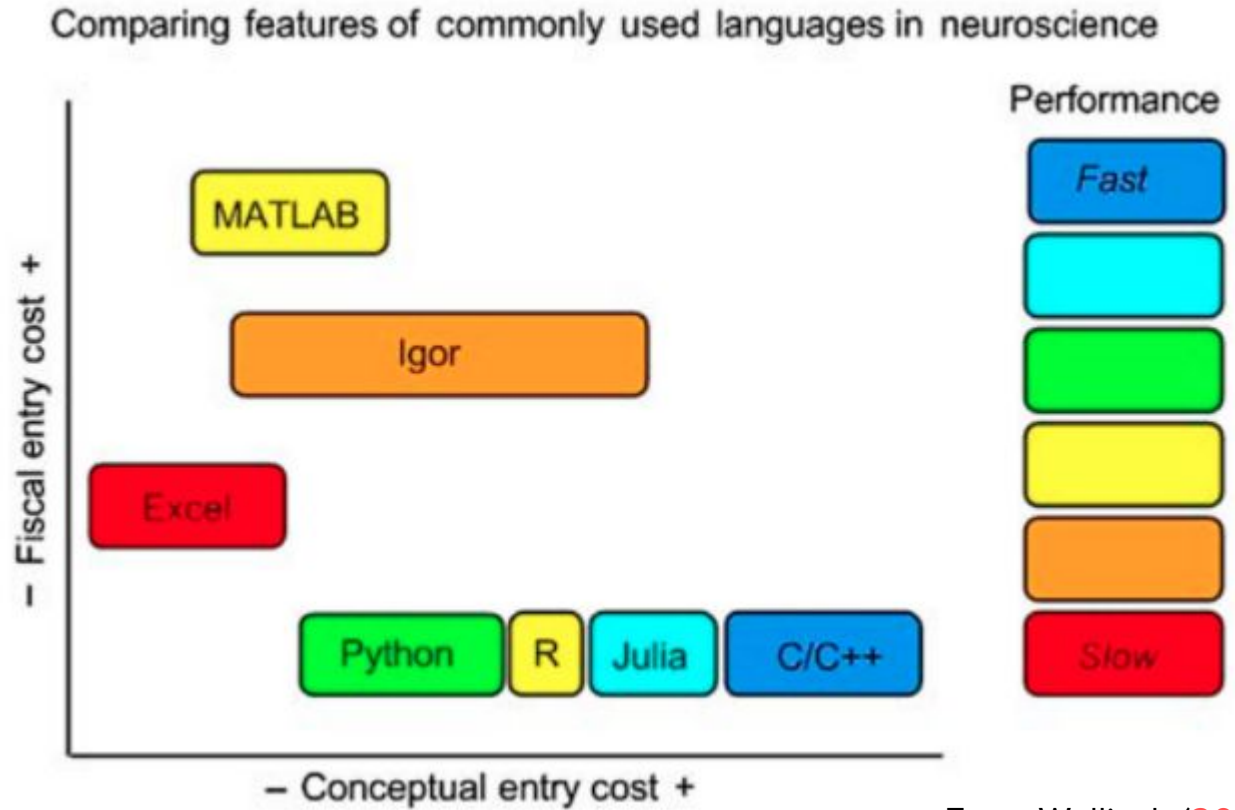 Comparing features of commonly used languages in neuroscience
Performance
Fast
MATLAB
Igor
Excel
Python
R
Julia
C/C++
Slow
– Fiscal entry cost +
– Conceptual entry cost +